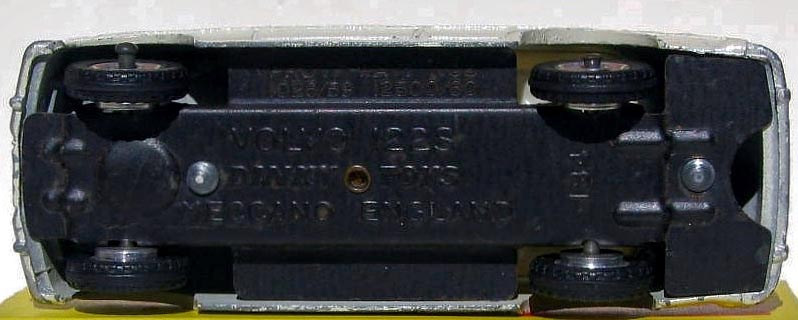 VOLVO 122S
DINKY TOYS
MECCANO ENGLAND
184